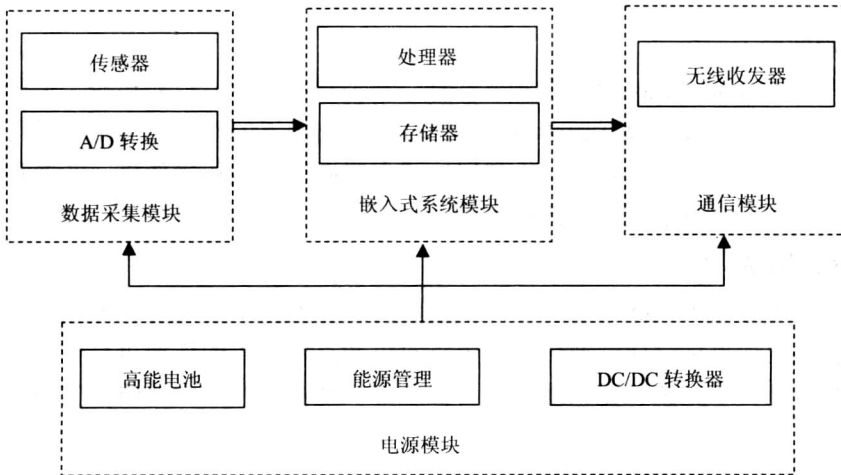 传感器
A/D 转换
数据采集模块
处理器
存储器
嵌入式系统模块
无线收发器
通信模块
高能电池
能源管理
DC/DC 转换器
电源模块